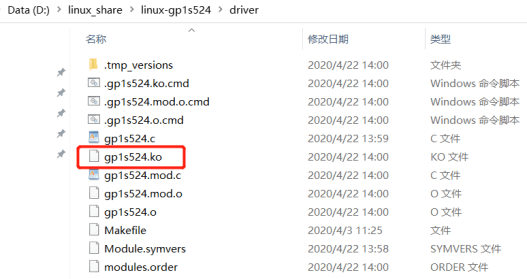 Data (D:) › linux_share › linux-gp1s524 › driver
名称 修改日期 类型
.tmp_versions 2020/4/22 14:00 文件夹
.gp1s524.ko.cmd 2020/4/22 14:00 Windows 命令脚本
.gp1s524.mod.o.cmd 2020/4/22 14:00 Windows 命令脚本
.gp1s524.o.cmd 2020/4/22 14:00 Windows 命令脚本
gp1s524.c 2020/4/22 13:59 C 文件
gp1s524.ko 2020/4/22 14:00 KO 文件
gp1s524.mod.c 2020/4/22 14:00 C 文件
gp1s524.mod.o 2020/4/22 14:00 O 文件
gp1s524.o 2020/4/22 14:00 O 文件
Makefile 2020/4/3 11:25 文件
Module.symvers 2020/4/22 13:58 SYMVERS 文件
modules.order 2020/4/22 14:00 ORDER 文件